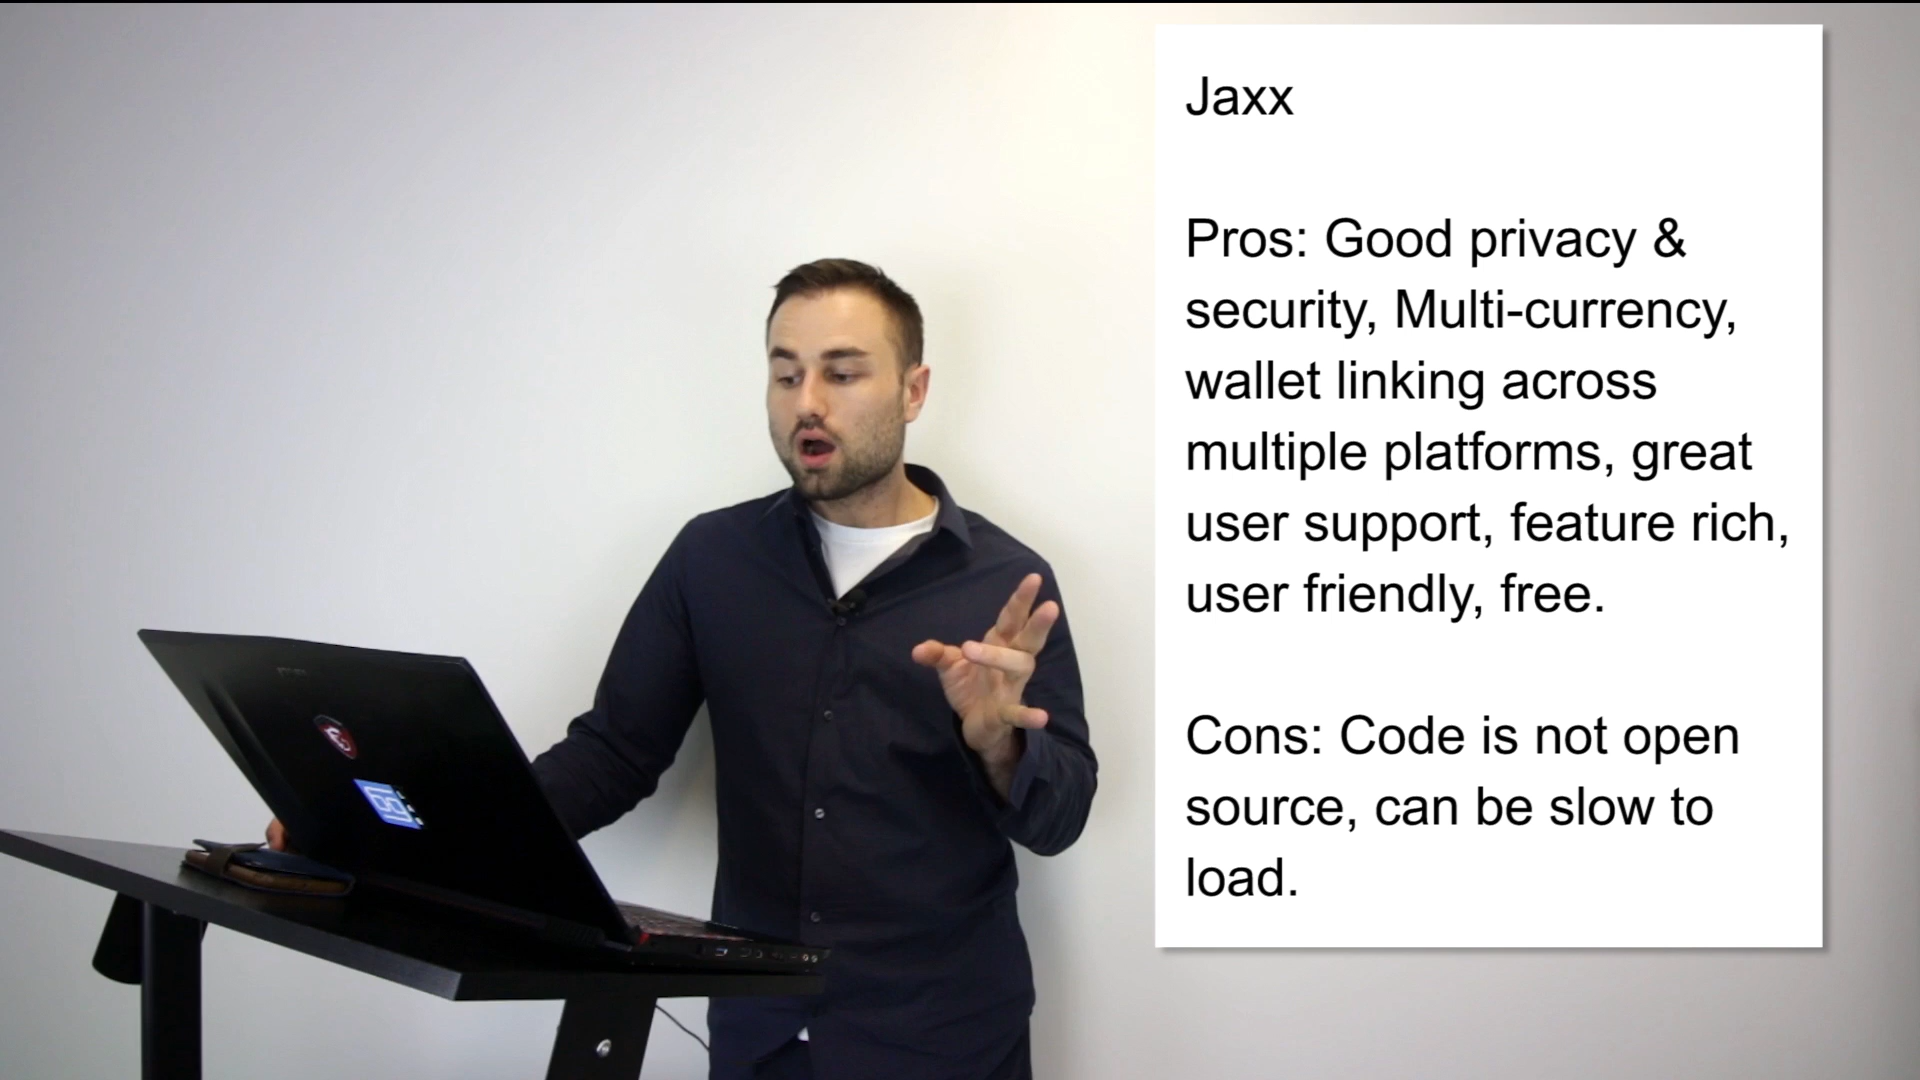 Jaxx
Pros: Good privacy &
security, Multi-currency,
wallet linking across
multiple platforms, great
user support, feature rich,
user friendly, free.
Cons: Code is not open
source, can be slow to
load.